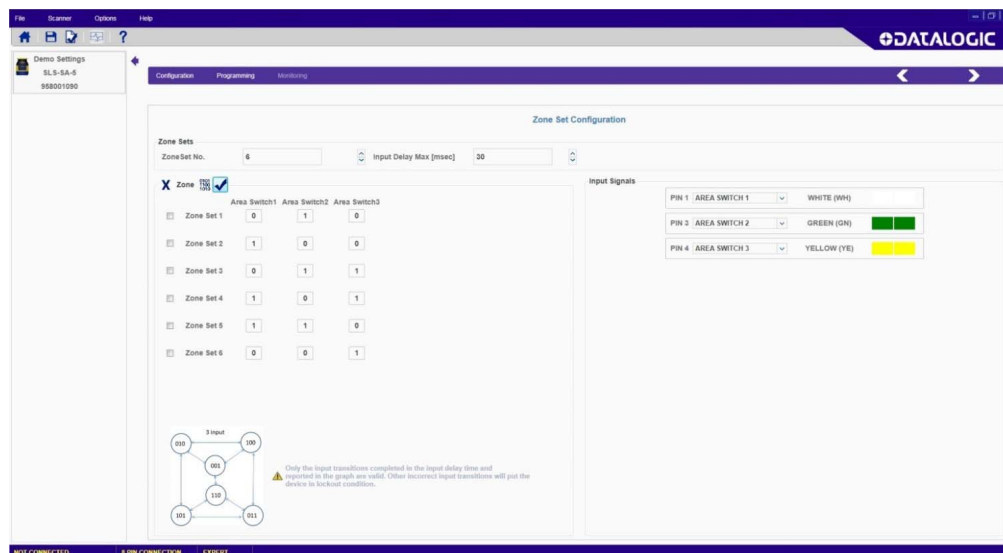 File Scanner Options Help
?
DATALOGIC
Demo Settings
SLS-SA-5
958001090
Configuration Programming Monitoring
Zone Set Configuration
Zone Sets
ZoneSet No. 6 Input Delay Max [msec] 30
X Zone
Input Signals
Area Switch1 Area Switch2 Area Switch3
Zone Set 1 0 1 0
Zone Set 2 1 0 0
Zone Set 3 0 1 1
Zone Set 4 1 0 1
Zone Set 5 1 1 0
Zone Set 6 0 0 1
PIN 1 AREA SWITCH 1 WHITE (WH)
PIN 3 AREA SWITCH 2 GREEN (GN)
PIN 4 AREA SWITCH 3 YELLOW (YE)
3 input
010 100
001
110
101 011
Only the input transitions completed in the input delay time and
reported in the graph are valid. Other incorrect input transitions will put the
device in lockout condition.
NOT CONNECTED 8 PIN CONNECTION EXPERT